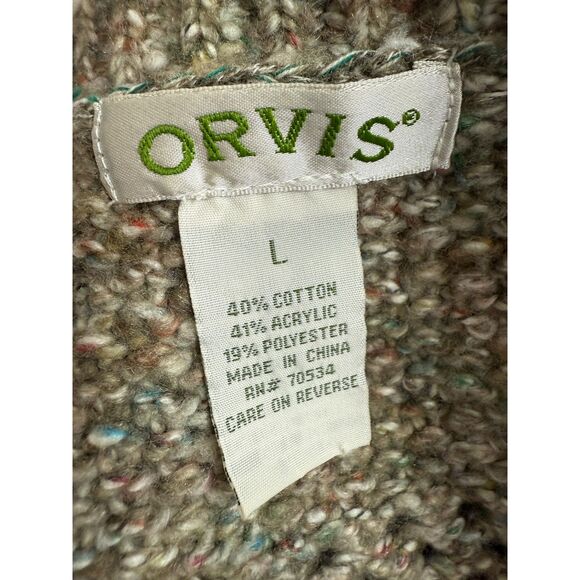 ORVIS®
L
40% COTTON
41% ACRYLIC
19% POLYESTER
MADE IN CHINA
RN# 70534
CARE ON REVERSE